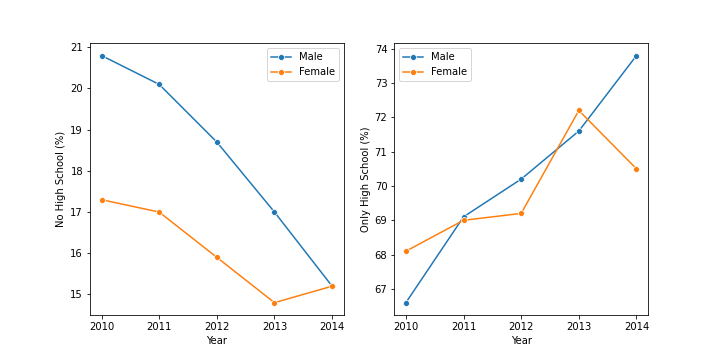 No High School (%)
21
20
19
18
17
16
15
Male
Female
2010 2011 2012 2013 2014
Year
Only High School (%)
74
73
72
71
70
69
68
67
Male
Female
2010 2011 2012 2013 2014
Year